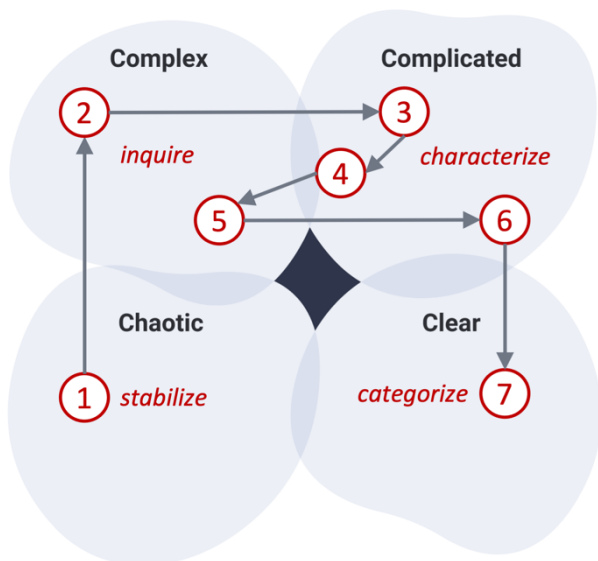 Complex
Complicated
2
3
inquire
characterize
4
5
6
Chaotic
Clear
1
stabilize
categorize
7